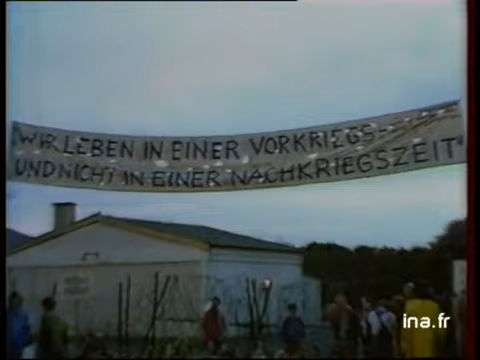 "WIR LEBEN IN EINER VORKRIEGS-
UND NICHT IN EINER NACHKRIEGSZEIT"
ina.fr